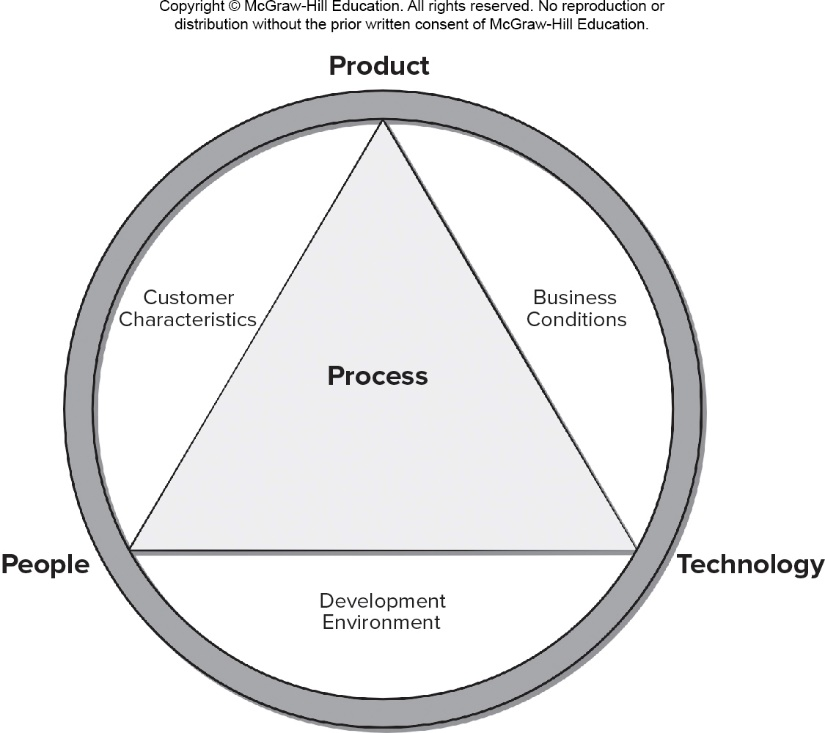 Copyright © McGraw-Hill Education. All rights reserved. No reproduction or
distribution without the prior written consent of McGraw-Hill Education.
Product
Customer
Characteristics
Business
Conditions
Process
People
Technology
Development
Environment